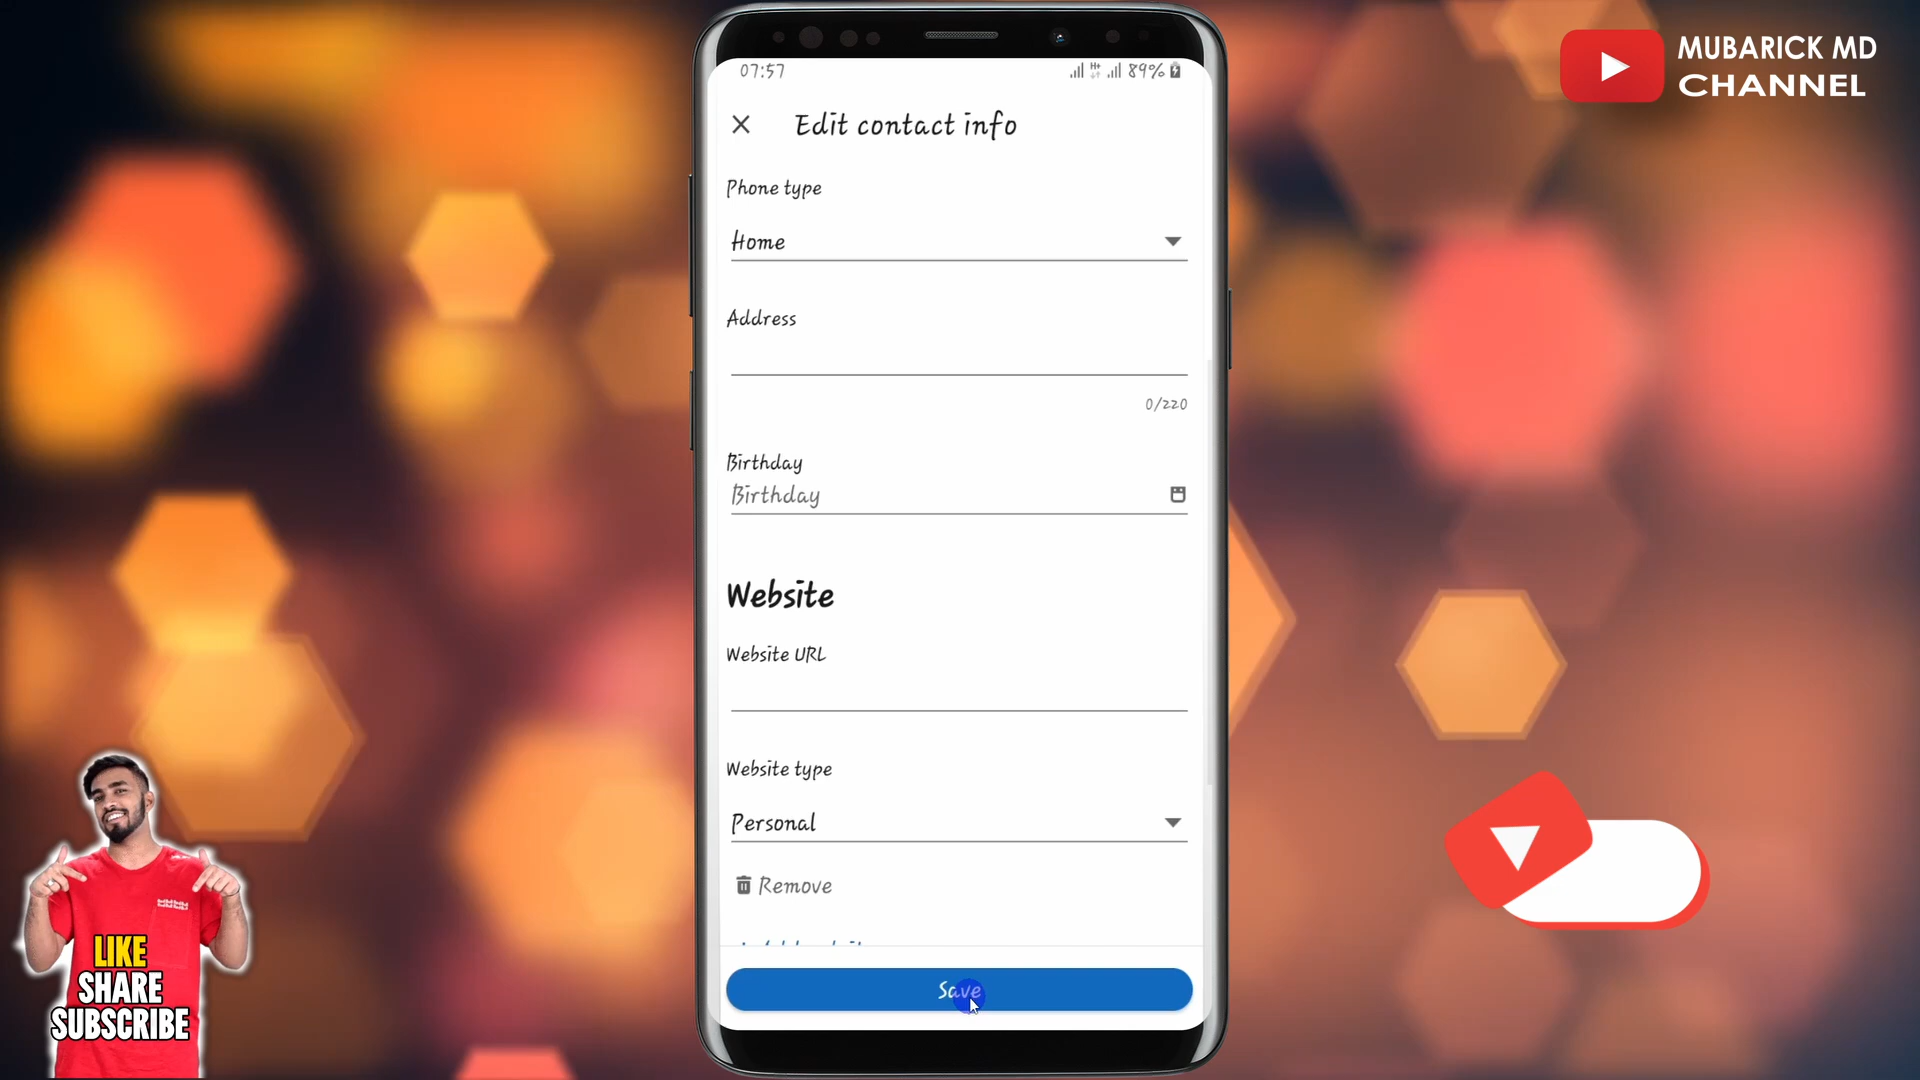 MUBARICK MD
CHANNEL
07:57
89%
Edit contact info
Phone type
Home
Address
0/220
Birthday
Birthday
Website
Website URL
Website type
Personal
Remove
Save
LIKE
SHARE
SUBSCRIBE